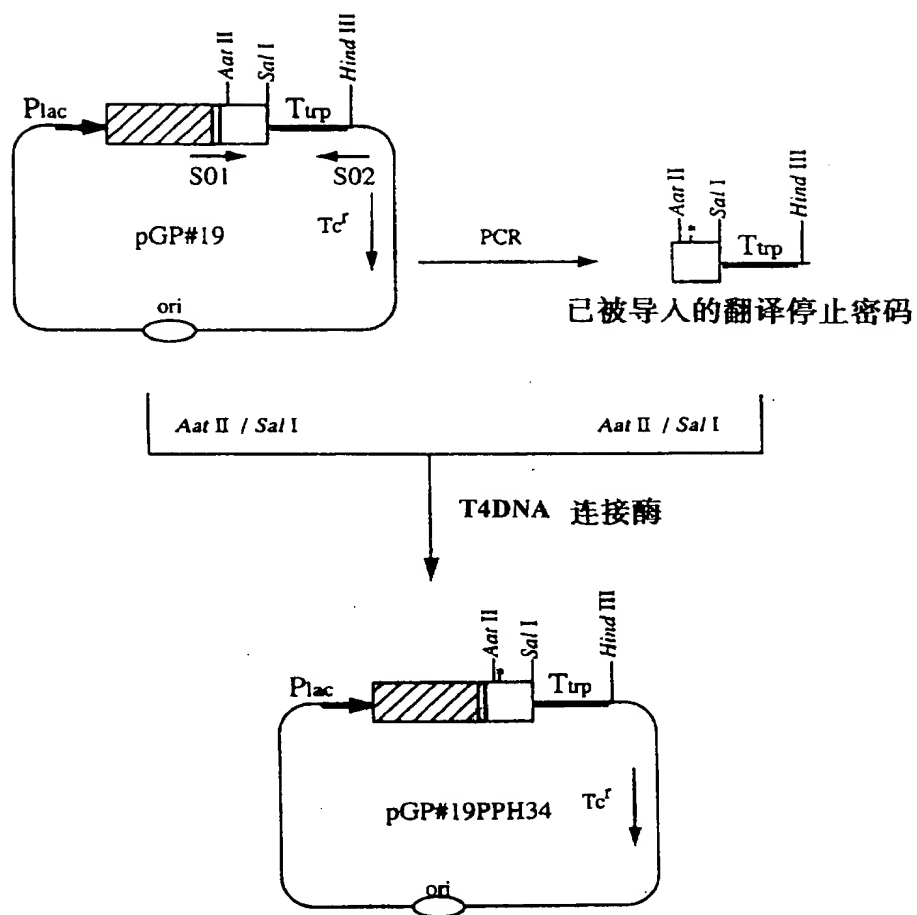 Aat II
Sal I
Hind III
Plac
Ttrp
S01
S02
pGP#19
Tcr
ori
PCR
Aat II
Sal I
Hind III
*
Ttrp
已被导入的翻译停止密码
Aat II / Sal I
Aat II / Sal I
T4DNA 连接酶
Aat II
Sal I
Hind III
*
Plac
Ttrp
pGP#19PPH34
Tcr
ori